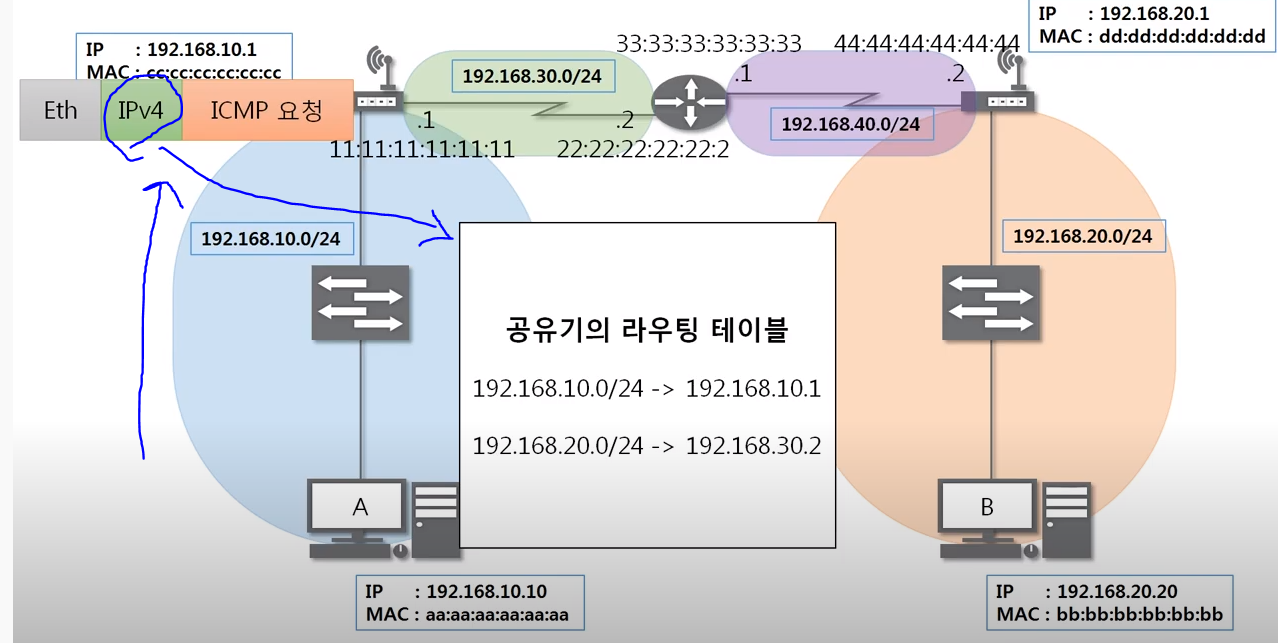 IP : 192.168.10.1
MAC : cc:cc:cc:cc:cc:cc
Eth
IPv4
ICMP 요청
192.168.30.0/24
.1
.2
11:11:11:11:11:11
22:22:22:22:22:2
33:33:33:33:33:33
44:44:44:44:44:44
.1
.2
192.168.40.0/24
IP : 192.168.20.1
MAC : dd:dd:dd:dd:dd:dd
192.168.10.0/24
192.168.20.0/24
공유기의 라우팅 테이블
192.168.10.0/24 -> 192.168.10.1
192.168.20.0/24 -> 192.168.30.2
A
B
IP : 192.168.10.10
MAC : aa:aa:aa:aa:aa:aa
IP : 192.168.20.20
MAC : bb:bb:bb:bb:bb:bb